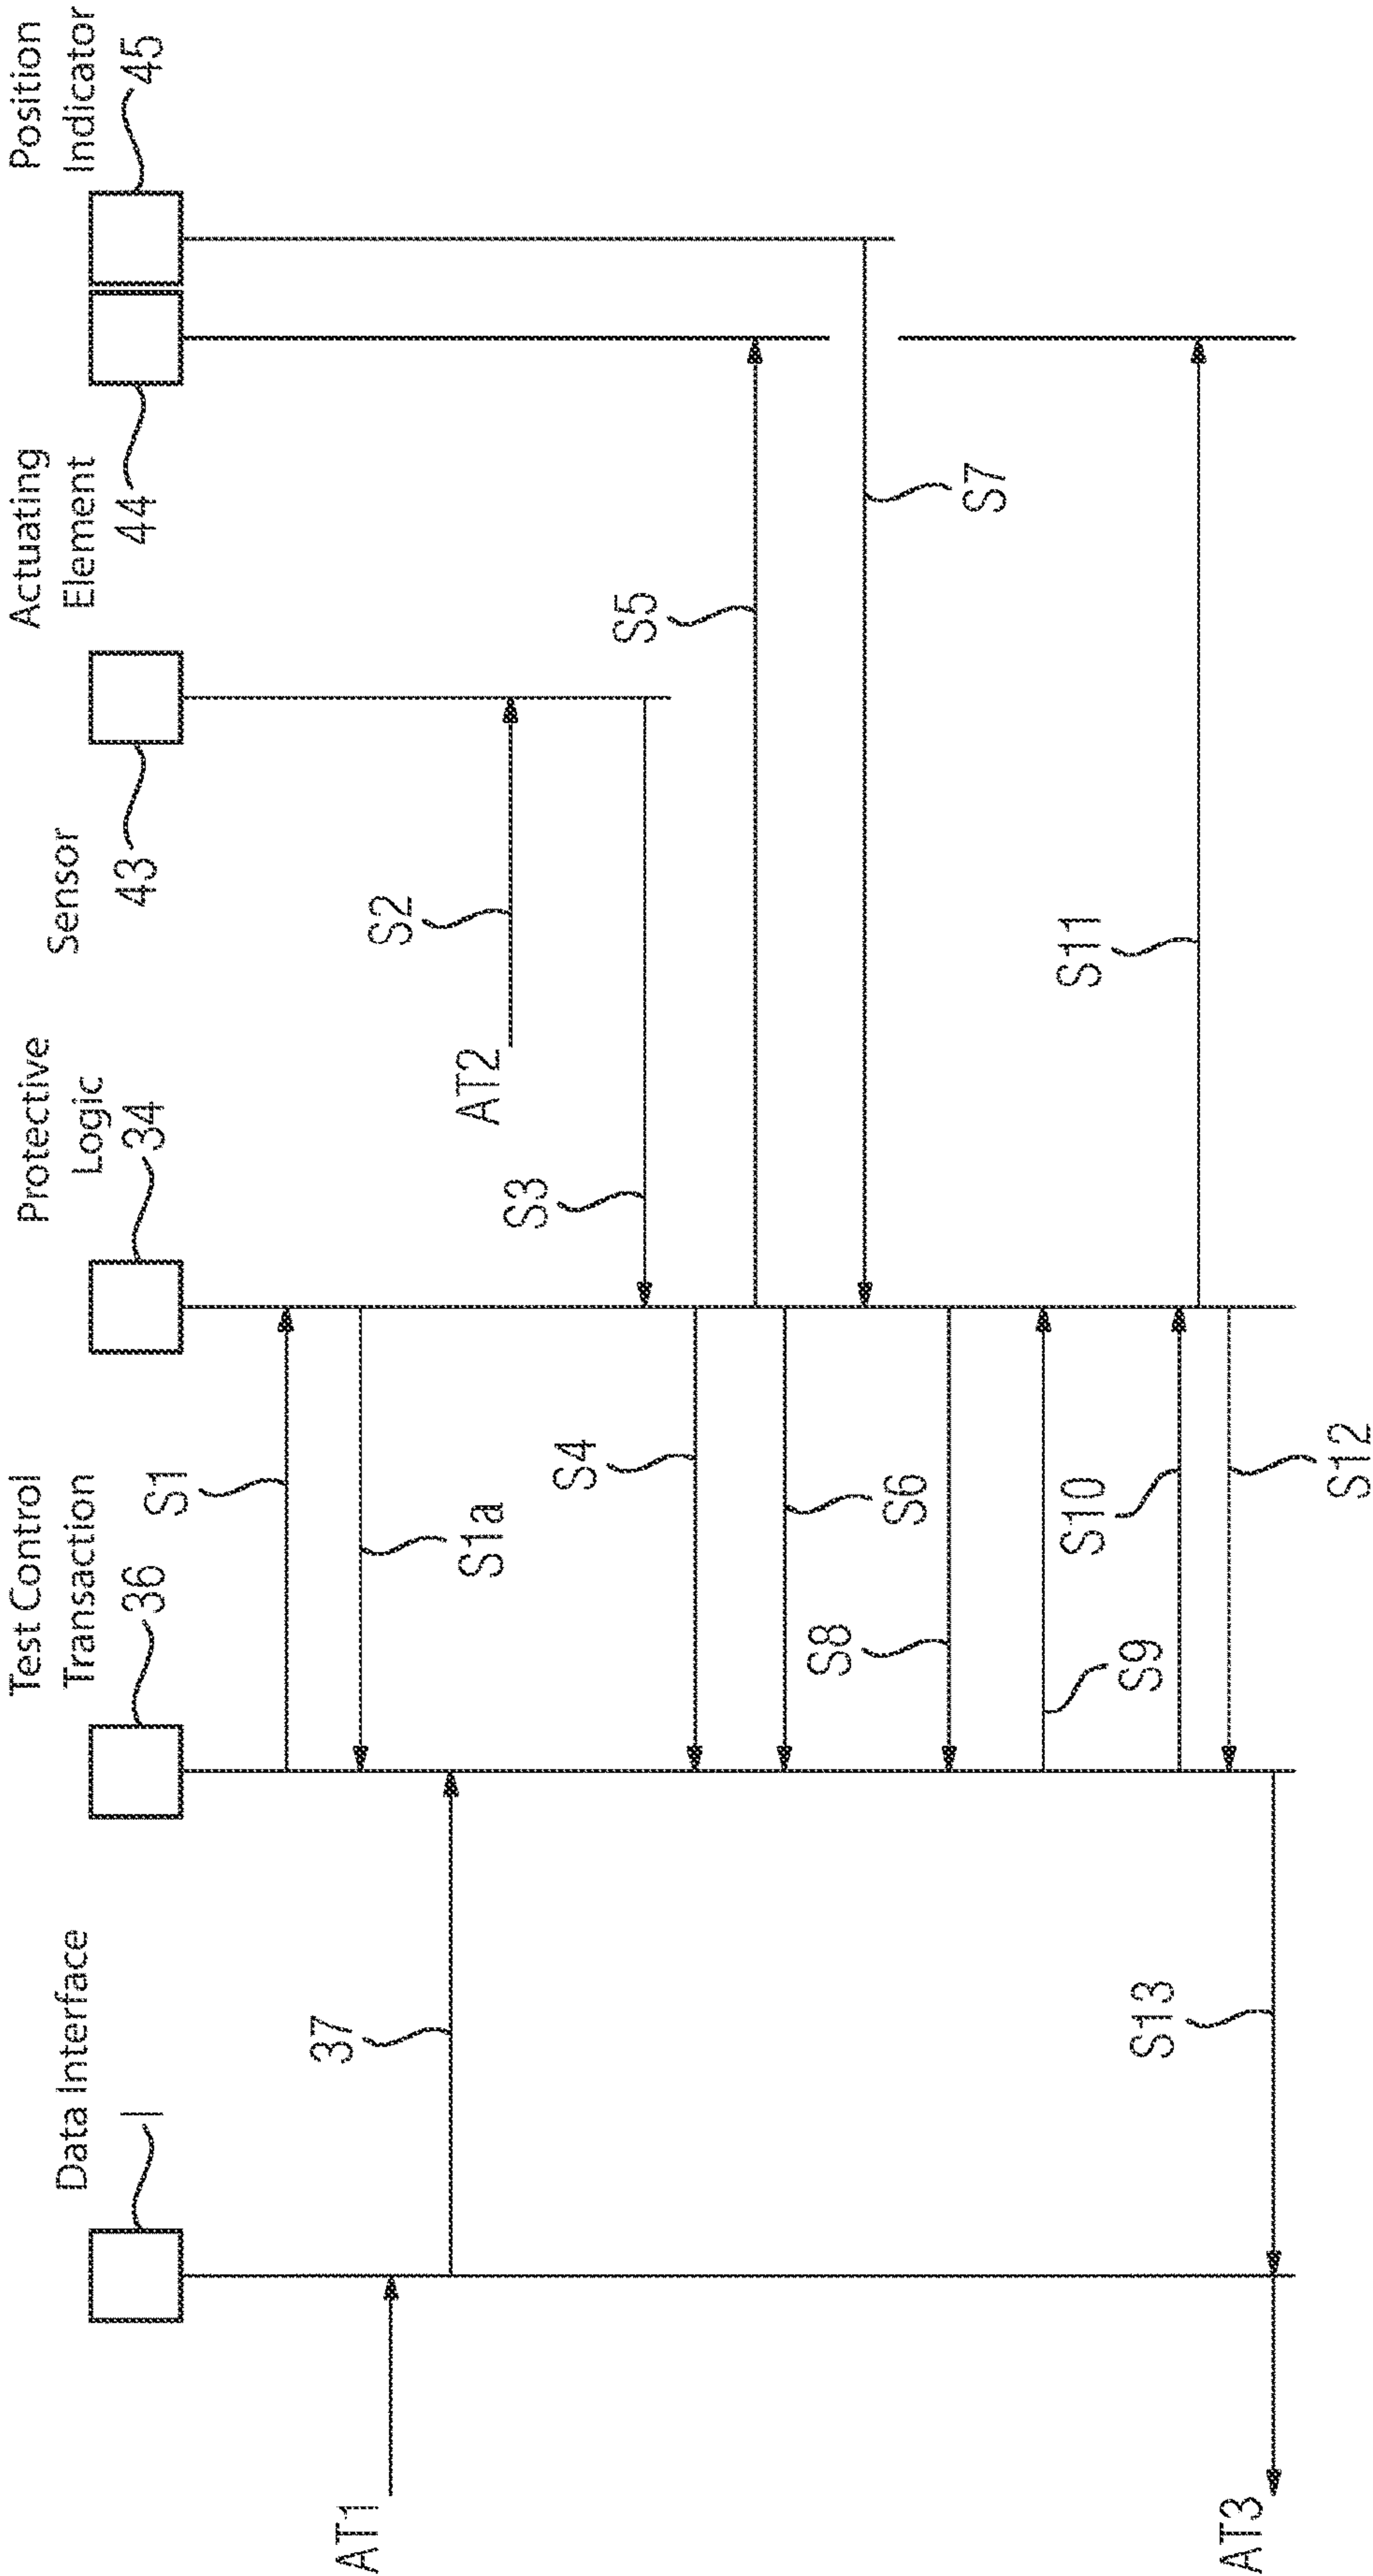 Data Interface
I
Test Control
Transaction
36
Protective
Logic
34
Sensor
43
Actuating
Element
44
Position
Indicator
45
S1
S1a
AT1
37
AT2
S2
S3
S4
S5
S6
S7
S8
S9
S10
S11
S12
S13
AT3